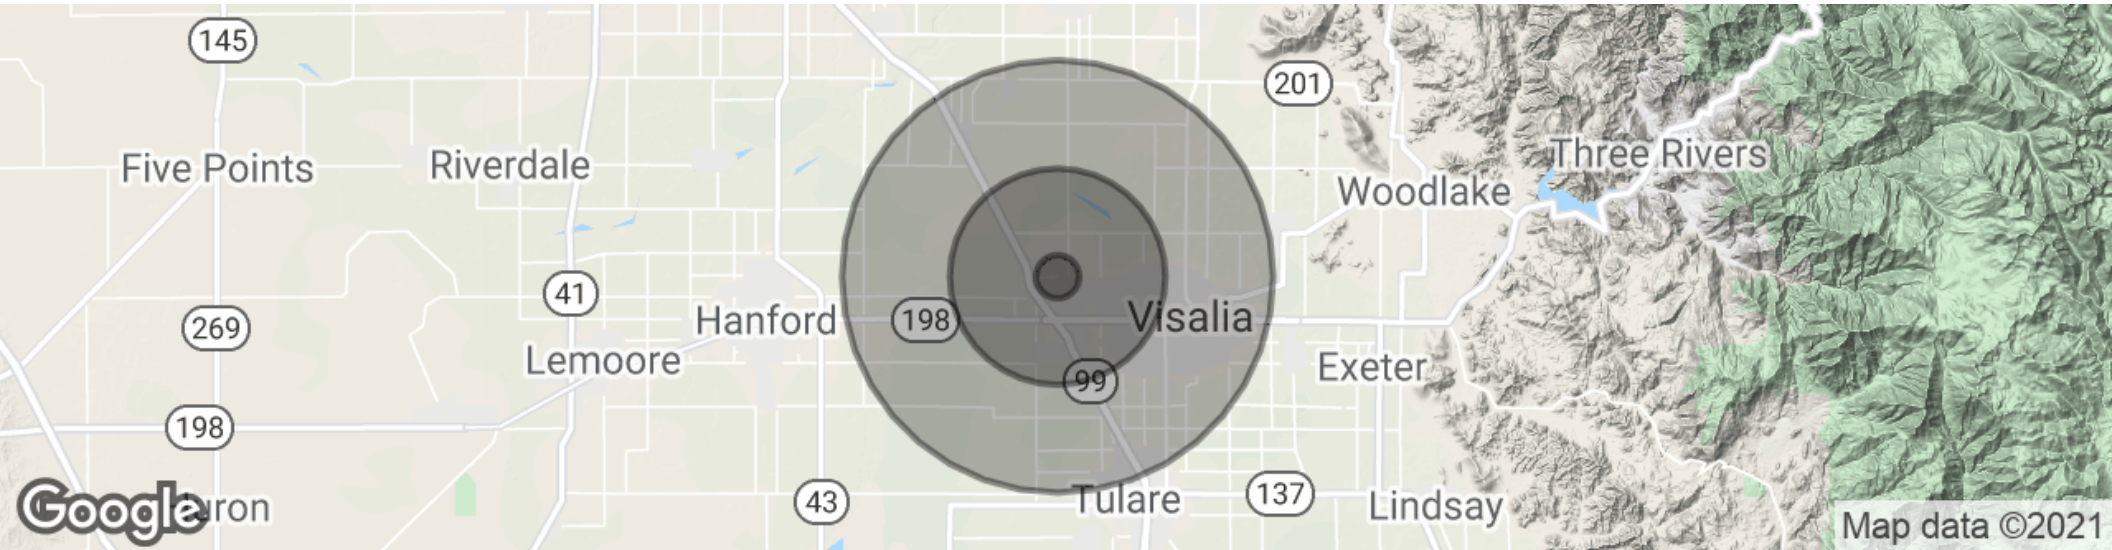 145
201
Five Points
Riverdale
Three Rivers
Woodlake
41
269
Hanford
198
Visalia
Lemoore
Exeter
99
198
Google
uron
43
Tulare
137
Lindsay
Map data ©2021